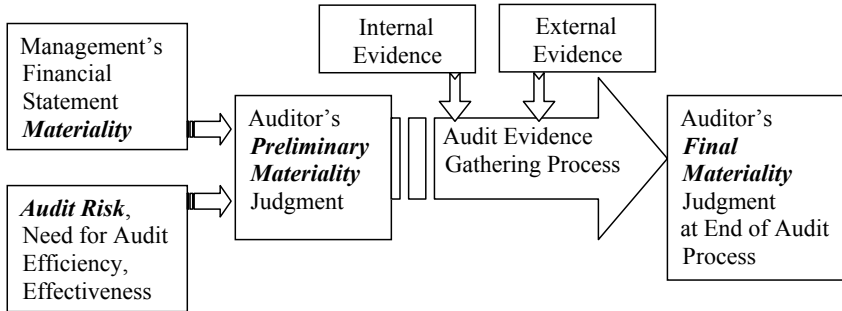 Management’s
Financial
Statement
Materiality
Audit Risk,
Need for Audit
Efficiency,
Effectiveness
Auditor’s
Preliminary
Materiality
Judgment
Internal
Evidence
External
Evidence
Audit Evidence
Gathering Process
Auditor’s
Final
Materiality
Judgment
at End of Audit
Process